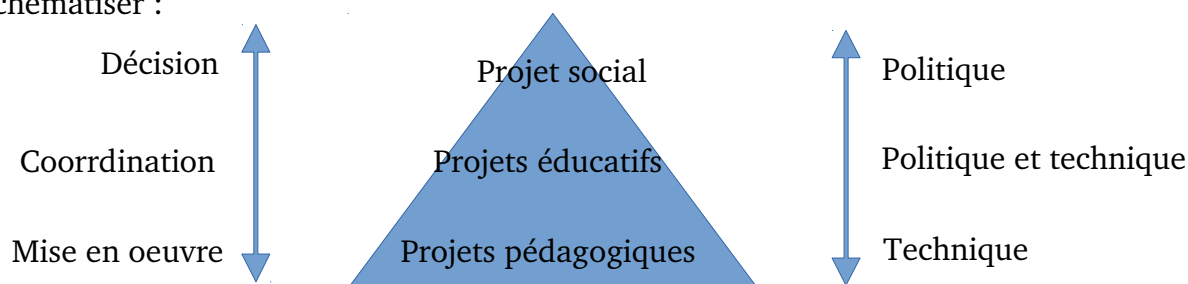 schématiser :
Décision Projet social Politique
Coorrdination Projets éducatifs Politique et technique
Mise en oeuvre Projets pédagogiques Technique